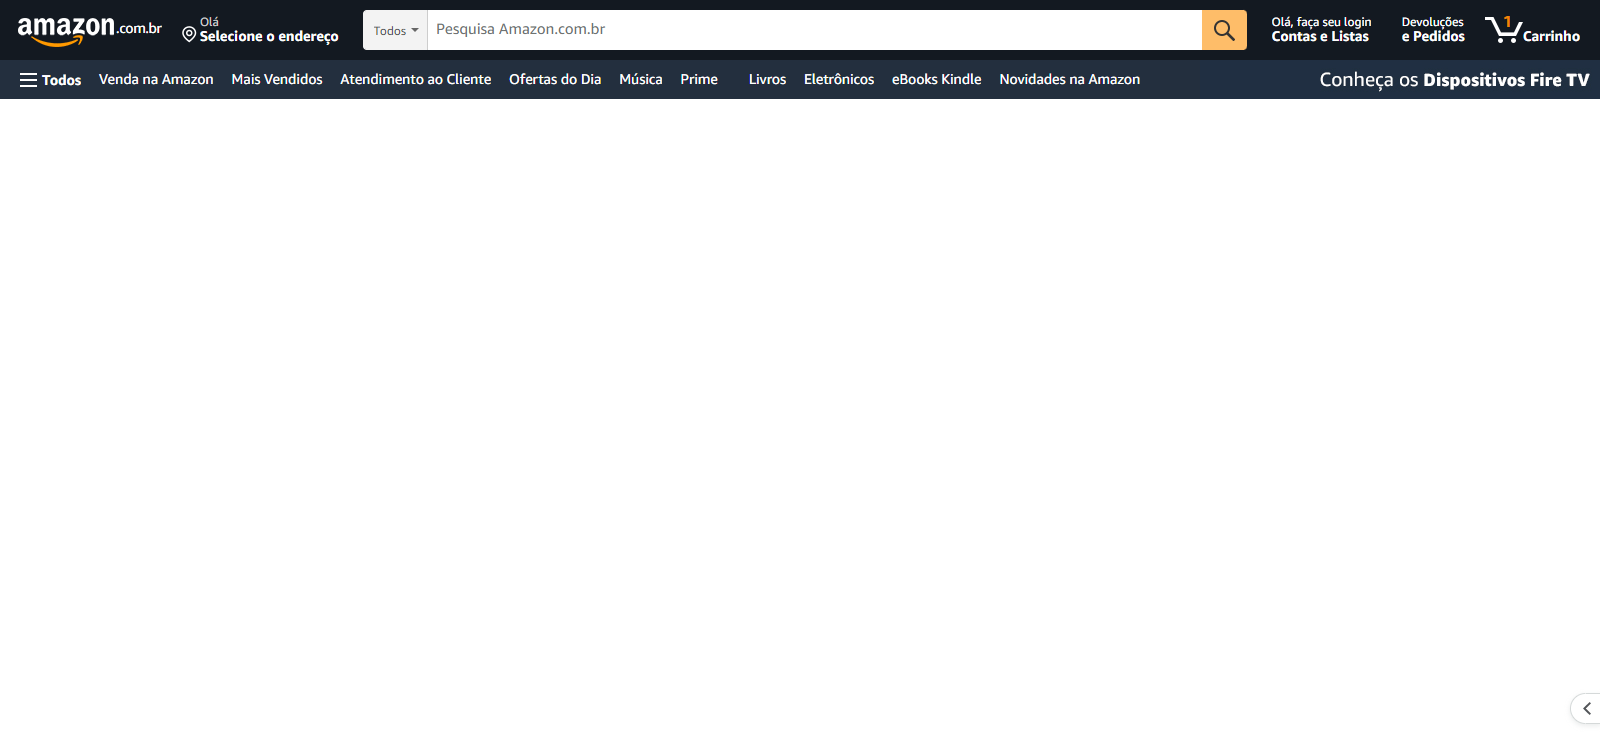 amazon.com.br
Olá
Selecione o endereço
Todos
Pesquisa Amazon.com.br
Olá, faça seu login
Contas e Listas
Devoluções
e Pedidos
1
Carrinho
Todos
Venda na Amazon
Mais Vendidos
Atendimento ao Cliente
Ofertas do Dia
Música
Prime
Livros
Eletrônicos
eBooks Kindle
Novidades na Amazon
Conheça os Dispositivos Fire TV